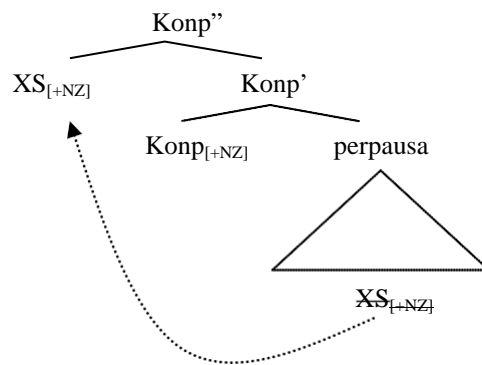 Konp”
XS[+NZ] Konp’
Konp[+NZ] perpausa
XS[+NZ]